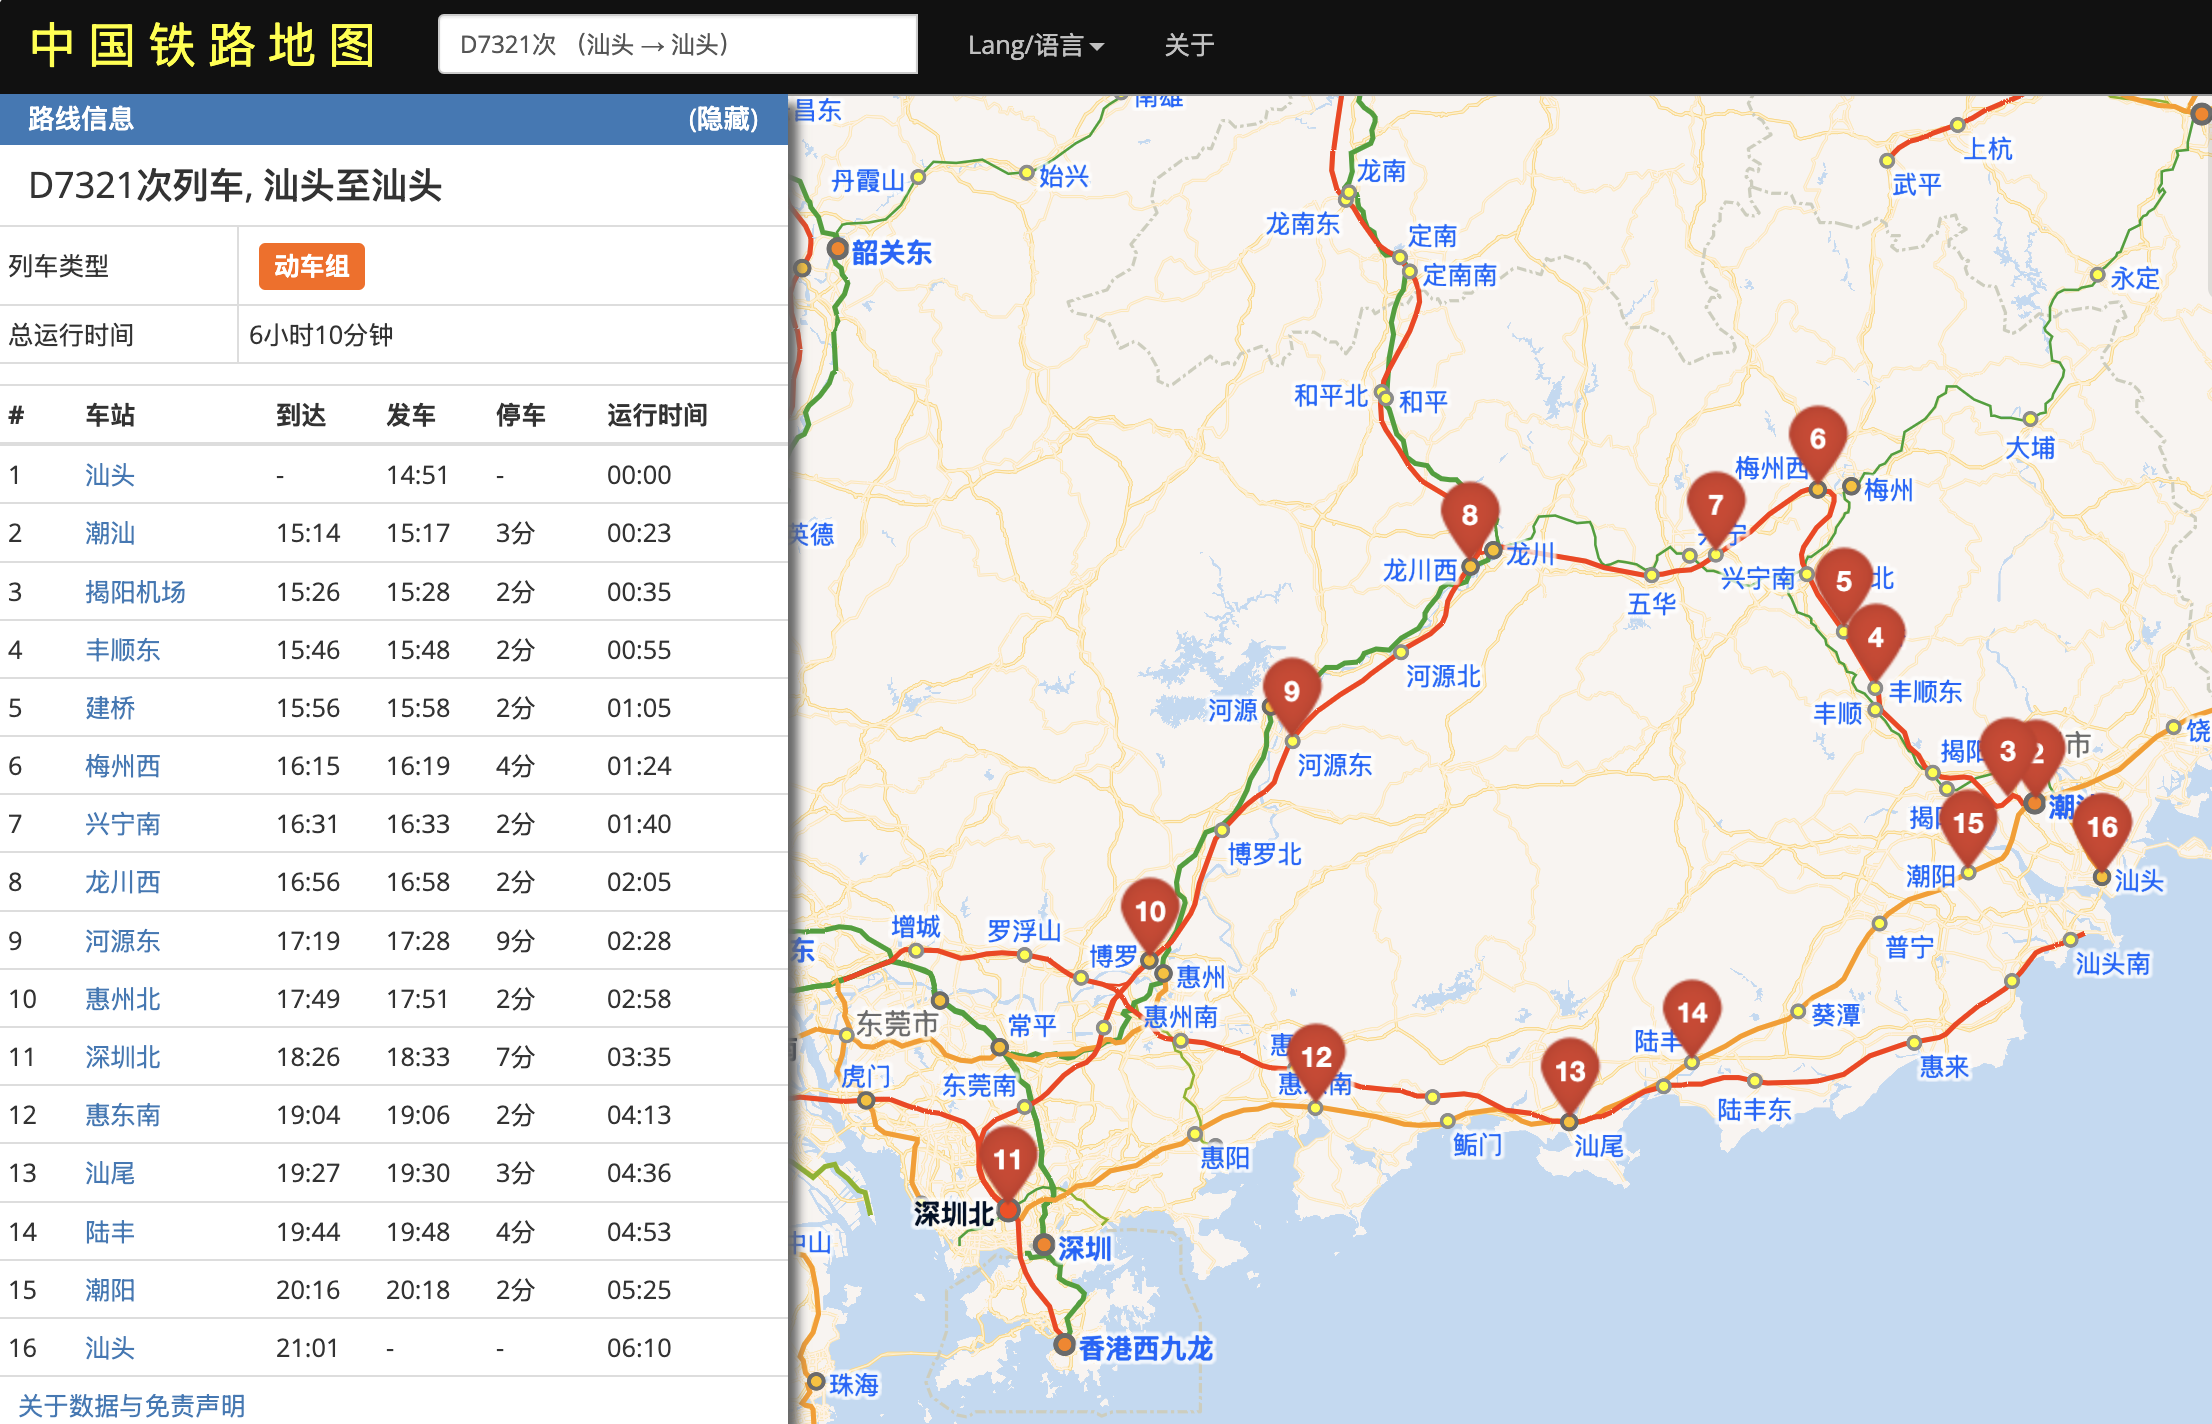 中国铁路地图
D7321次 （汕头 → 汕头）
Lang/语言
关于
路线信息
(隐藏)
D7321次列车, 汕头至汕头
列车类型 动车组
总运行时间 6小时10分钟
# 车站 到达 发车 停车 运行时间
1 汕头 - 14:51 - 00:00
2 潮汕 15:14 15:17 3分 00:23
3 揭阳机场 15:26 15:28 2分 00:35
4 丰顺东 15:46 15:48 2分 00:55
5 建桥 15:56 15:58 2分 01:05
6 梅州西 16:15 16:19 4分 01:24
7 兴宁南 16:31 16:33 2分 01:40
8 龙川西 16:56 16:58 2分 02:05
9 河源东 17:19 17:28 9分 02:28
10 惠州北 17:49 17:51 2分 02:58
11 深圳北 18:26 18:33 7分 03:35
12 惠东南 19:04 19:06 2分 04:13
13 汕尾 19:27 19:30 3分 04:36
14 陆丰 19:44 19:48 4分 04:53
15 潮阳 20:16 20:18 2分 05:25
16 汕头 21:01 - - 06:10
关于数据与免责声明
昌东
南雄
上杭
丹霞山
始兴
龙南
武平
龙南东
定南
韶关东
定南南
永定
和平北
和平
6
大埔
梅州西
梅州
7
8
英德
宁
龙川
龙川西
兴宁南
5
北
五华
4
河源北
9
丰顺东
河源
丰顺
饶
揭阳
3
2
市
河源东
潮汕
揭阳
15
16
博罗北
潮阳
汕头
10
增城
罗浮山
东
博罗
惠州
普宁
汕头南
东莞市
常平
惠州南
14
葵潭
惠
12
陆丰
虎门
东莞南
惠东南
13
惠来
陆丰东
惠阳
鲘门
汕尾
11
深圳北
中山
深圳
香港西九龙
珠海